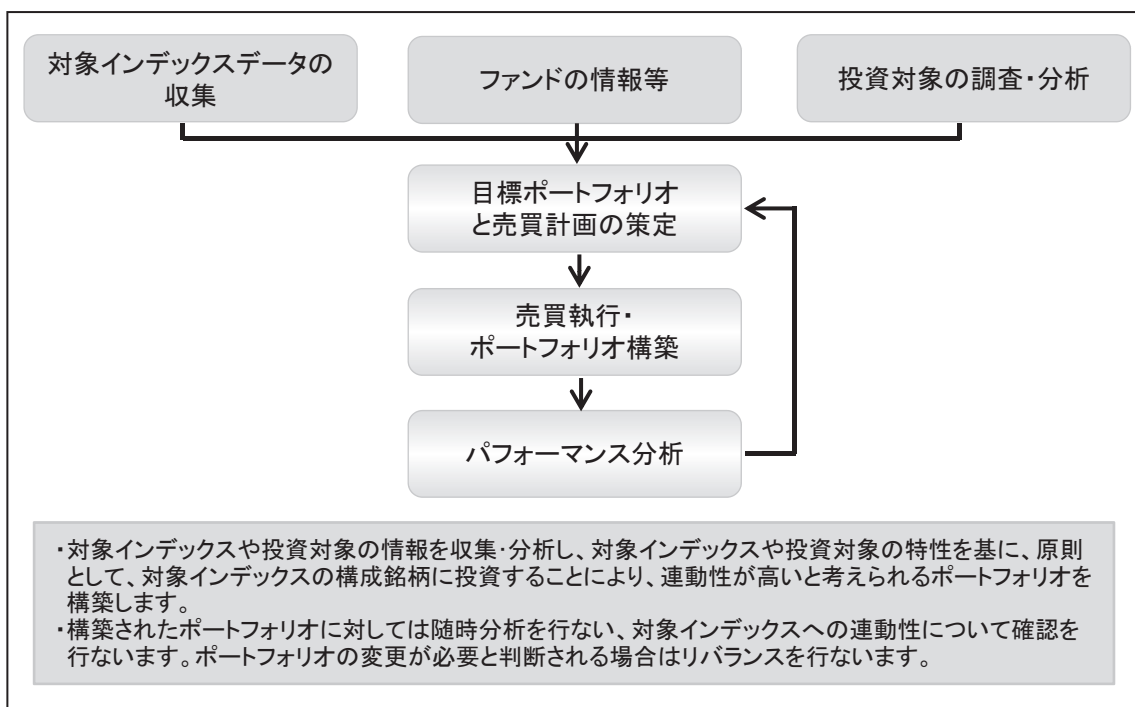 対象インデックスデータの
収集
ファンドの情報等
投資対象の調査・分析
目標ポートフォリオ
と売買計画の策定
売買執行・
ポートフォリオ構築
パフォーマンス分析
・対象インデックスや投資対象の情報を収集・分析し、対象インデックスや投資対象の特性を基に、原則
として、対象インデックスの構成銘柄に投資することにより、連動性が高いと考えられるポートフォリオを
構築します。
・構築されたポートフォリオに対しては随時分析を行ない、対象インデックスへの連動性について確認を
行ないます。ポートフォリオの変更が必要と判断される場合はリバランスを行ないます。